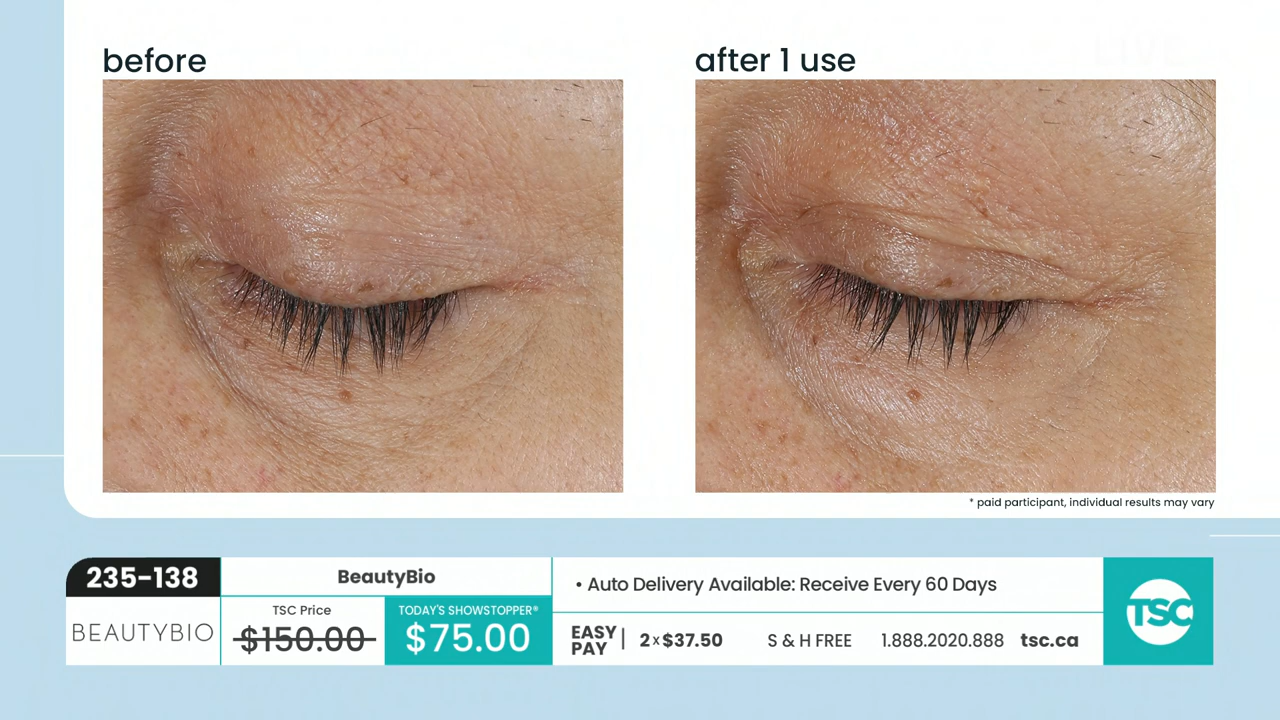 before
after 1 use
LIVE
* paid participant, individual results may vary
235-138
BeautyBio
• Auto Delivery Available: Receive Every 60 Days
BEAUTYBIO
TSC Price
$150.00
TODAY'S SHOWSTOPPER®
$75.00
EASY PAY
2x$37.50
S & H FREE
1.888.2020.888
tsc.ca
TSC